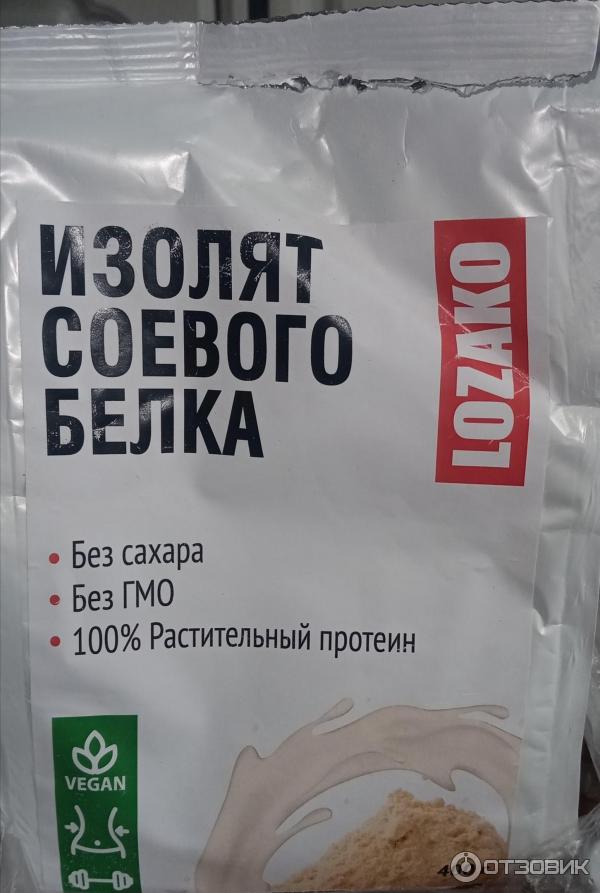 ИЗОЛЯТ
СОЕВОГО
БЕЛКА
LOZAKO
• Без сахара
• Без ГМО
• 100% Растительный протеин
VEGAN
ОТЗОВИК